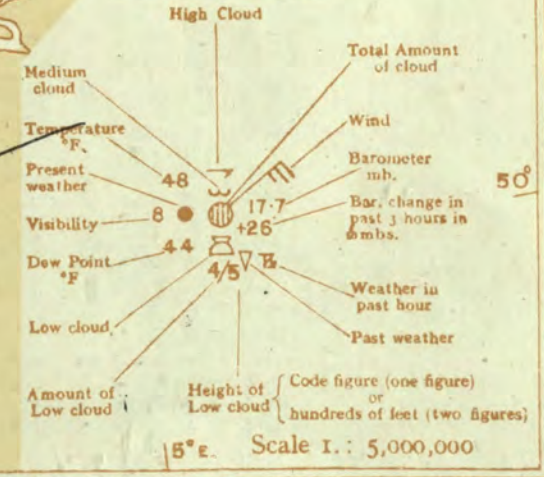 High Cloud
Total Amount
of cloud
Medium
cloud
Temperature
°F.
Wind
Present
weather
48
Barometer
mb.
50°
Visibility
8
17·7
+26
Bar. change in
past 3 hours in
mbs.
Dew Point
°F
44
4/5
Weather in
past hour
Low cloud
Past weather
Amount of
Low cloud
Height of
Low cloud
Code figure (one figure)
or
hundreds of feet (two figures)
5°E.
Scale 1.: 5,000,000